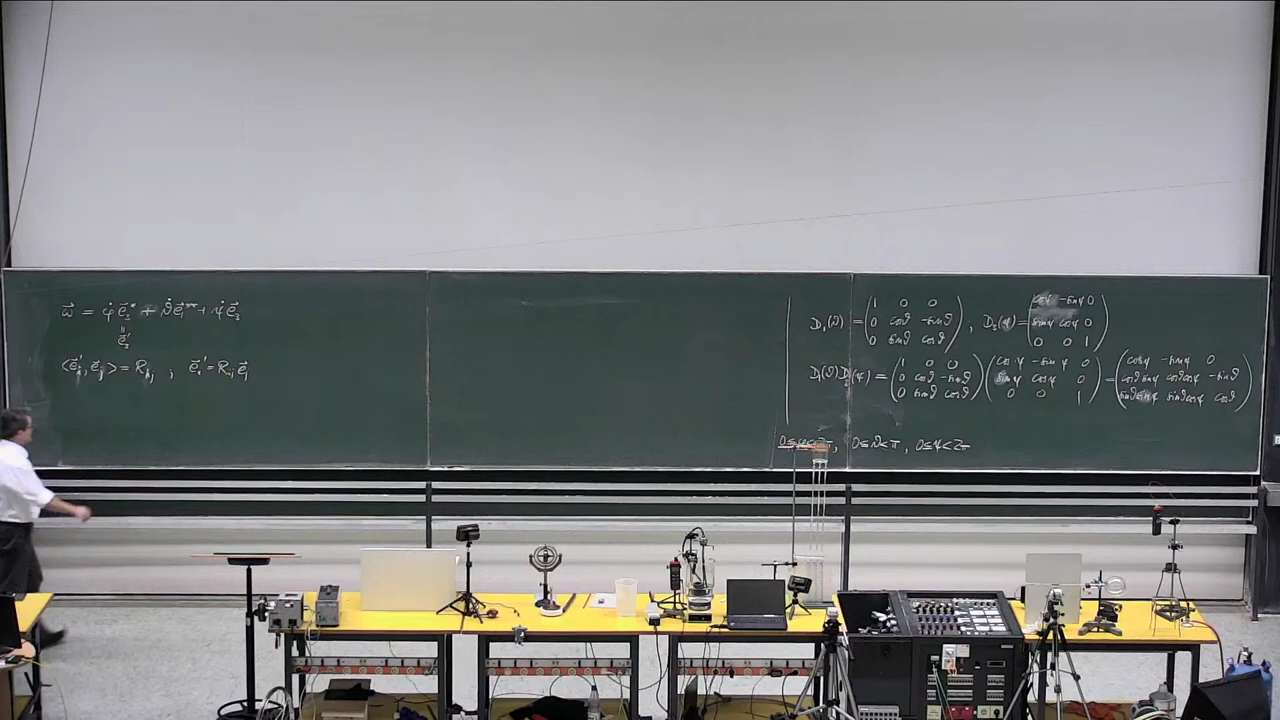 ω⃗ = φ̇ e⃗₃* + ϑ̇ e⃗₁** + ψ̇ e⃗₃
॥
e⃗₃'
⟨e⃗ᵢ', e⃗ⱼ⟩ = Rᵢⱼ ; e⃗ᵢ' = Rᵢⱼ e⃗ⱼ
D₁(ϑ) = (1 0 0; 0 cosϑ -sinϑ; 0 sinϑ cosϑ) ; D₃(ψ) = (cosψ -sinψ 0; sinψ cosψ 0; 0 0 1)
D₁(ϑ)D₃(ψ) = (1 0 0; 0 cosϑ -sinϑ; 0 sinϑ cosϑ)(cosψ -sinψ 0; sinψ cosψ 0; 0 0 1) = (cosψ -sinψ 0; cosϑ sinψ cosϑ cosψ -sinϑ; sinϑ sinψ sinϑ cosψ cosϑ)
0≤φ<2π, 0≤ϑ<π, 0≤ψ<2π